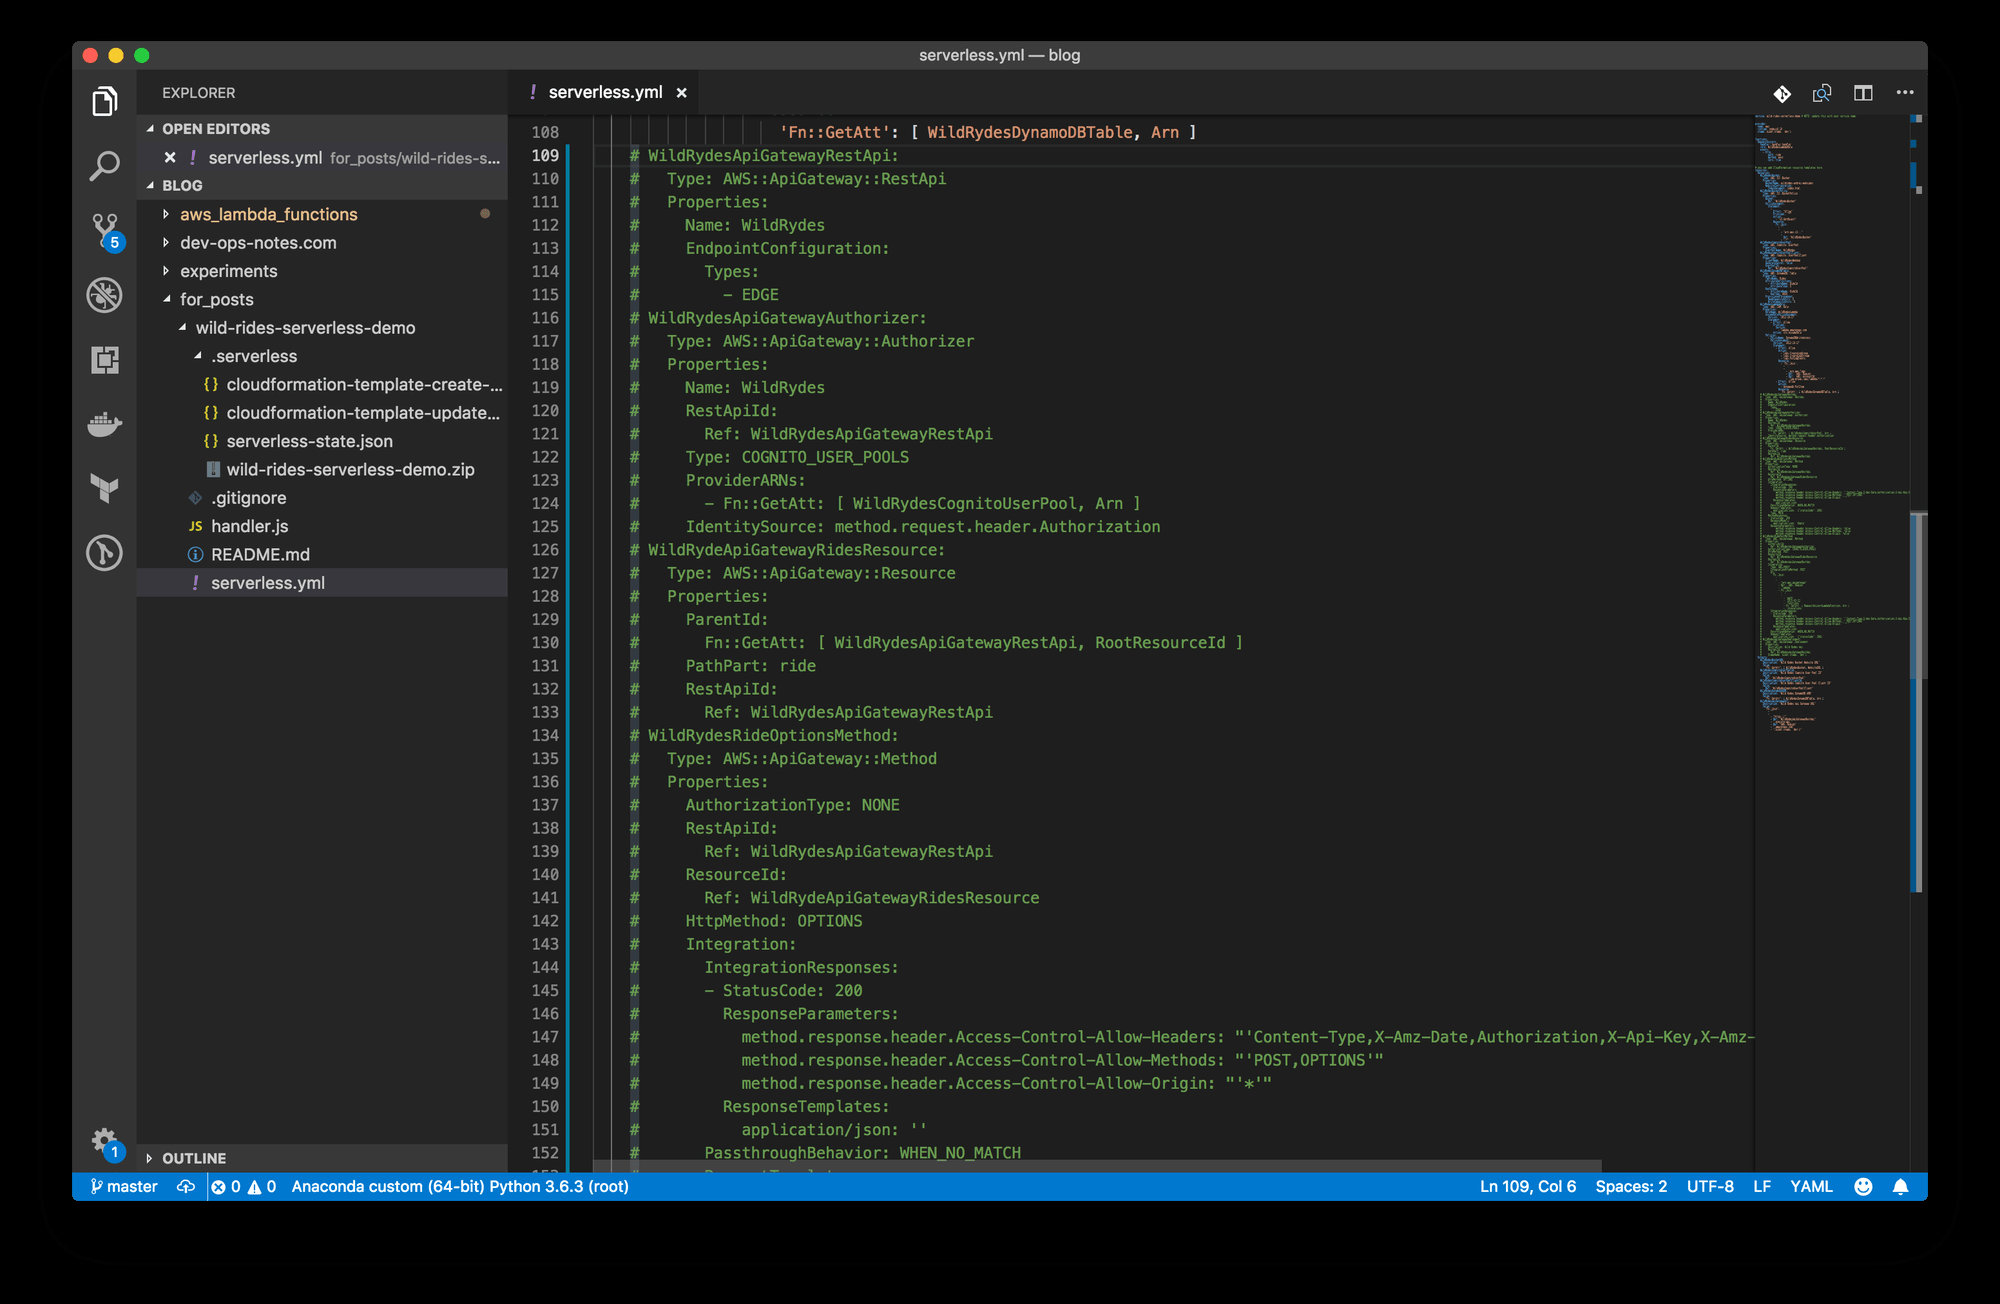 serverless.yml — blog
EXPLORER
OPEN EDITORS
serverless.yml for_posts/wild-rides-s...
BLOG
aws_lambda_functions
dev-ops-notes.com
experiments
for_posts
wild-rides-serverless-demo
.serverless
{} cloudformation-template-create-...
{} cloudformation-template-update...
{} serverless-state.json
wild-rides-serverless-demo.zip
.gitignore
JS handler.js
README.md
! serverless.yml
OUTLINE
5
1
! serverless.yml
108 'Fn::GetAtt': [ WildRydesDynamoDBTable, Arn ]
109 # WildRydesApiGatewayRestApi:
110 #   Type: AWS::ApiGateway::RestApi
111 #   Properties:
112 #     Name: WildRydes
113 #     EndpointConfiguration:
114 #       Types:
115 #         - EDGE
116 # WildRydesApiGatewayAuthorizer:
117 #   Type: AWS::ApiGateway::Authorizer
118 #   Properties:
119 #     Name: WildRydes
120 #     RestApiId:
121 #       Ref: WildRydesApiGatewayRestApi
122 #     Type: COGNITO_USER_POOLS
123 #     ProviderARNs:
124 #       - Fn::GetAtt: [ WildRydesCognitoUserPool, Arn ]
125 #     IdentitySource: method.request.header.Authorization
126 # WildRydeApiGatewayRidesResource:
127 #   Type: AWS::ApiGateway::Resource
128 #   Properties:
129 #     ParentId:
130 #       Fn::GetAtt: [ WildRydesApiGatewayRestApi, RootResourceId ]
131 #     PathPart: ride
132 #     RestApiId:
133 #       Ref: WildRydesApiGatewayRestApi
134 # WildRydesRideOptionsMethod:
135 #   Type: AWS::ApiGateway::Method
136 #   Properties:
137 #     AuthorizationType: NONE
138 #     RestApiId:
139 #       Ref: WildRydesApiGatewayRestApi
140 #     ResourceId:
141 #       Ref: WildRydeApiGatewayRidesResource
142 #     HttpMethod: OPTIONS
143 #     Integration:
144 #       IntegrationResponses:
145 #       - StatusCode: 200
146 #         ResponseParameters:
147 #           method.response.header.Access-Control-Allow-Headers: "'Content-Type,X-Amz-Date,Authorization,X-Api-Key,X-Amz-
148 #           method.response.header.Access-Control-Allow-Methods: "'POST,OPTIONS'"
149 #           method.response.header.Access-Control-Allow-Origin: "'*'"
150 #         ResponseTemplates:
151 #           application/json: ''
152 #       PassthroughBehavior: WHEN_NO_MATCH
master 0 0 Anaconda custom (64-bit) Python 3.6.3 (root) Ln 109, Col 6 Spaces: 2 UTF-8 LF YAML